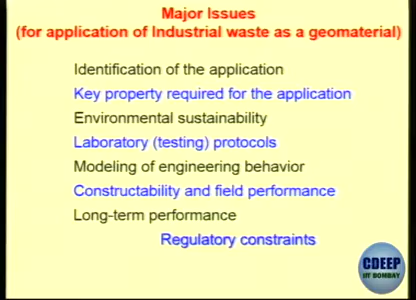 Major Issues
(for application of Industrial waste as a geomaterial)
Identification of the application
Key property required for the application
Environmental sustainability
Laboratory (testing) protocols
Modeling of engineering behavior
Constructability and field performance
Long-term performance
Regulatory constraints
CDEEP
IIT BOMBAY